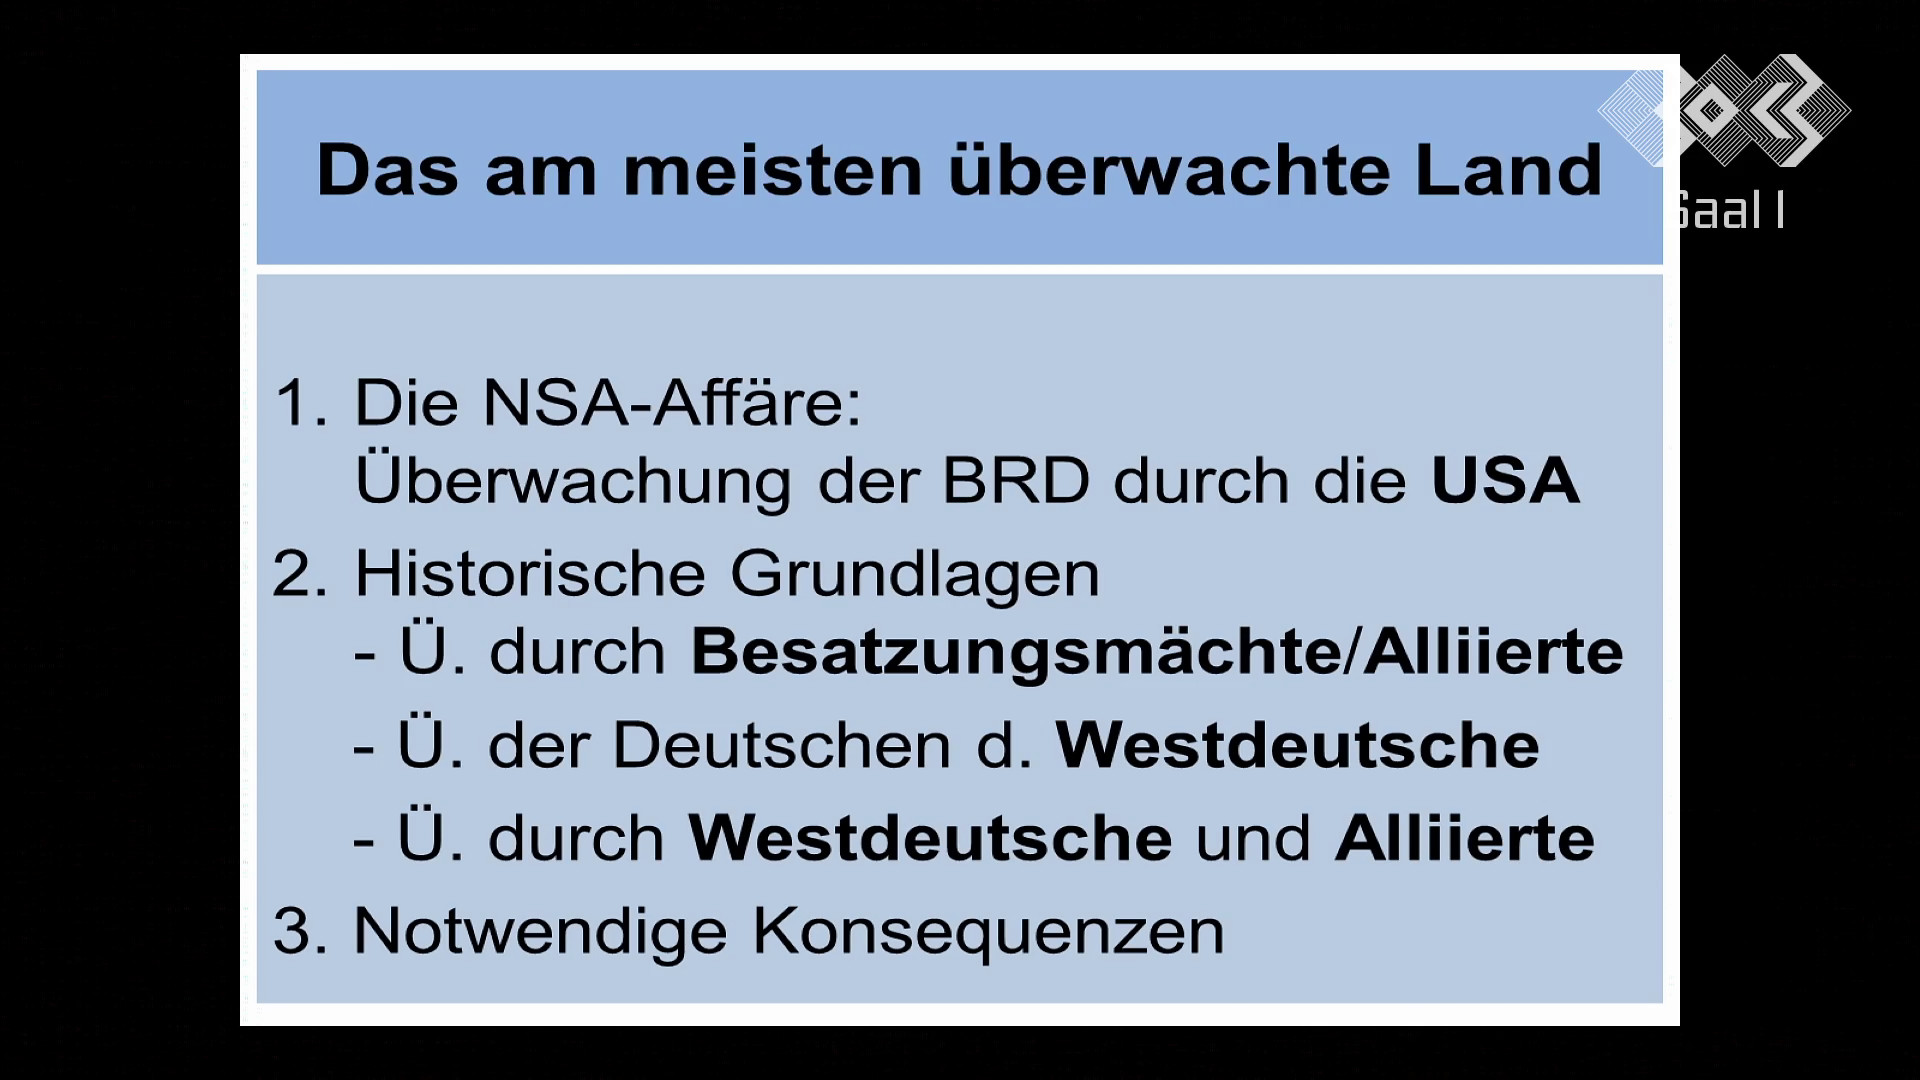 Das am meisten überwachte Land
Saal 1
1. Die NSA-Affäre:
Überwachung der BRD durch die USA
2. Historische Grundlagen
- Ü. durch Besatzungsmächte/Alliierte
- Ü. der Deutschen d. Westdeutsche
- Ü. durch Westdeutsche und Alliierte
3. Notwendige Konsequenzen